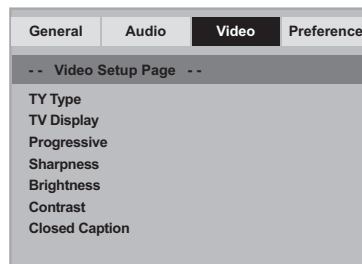 General Audio Video Preference
-- Video Setup Page --
TY Type
TV Display
Progressive
Sharpness
Brightness
Contrast
Closed Caption